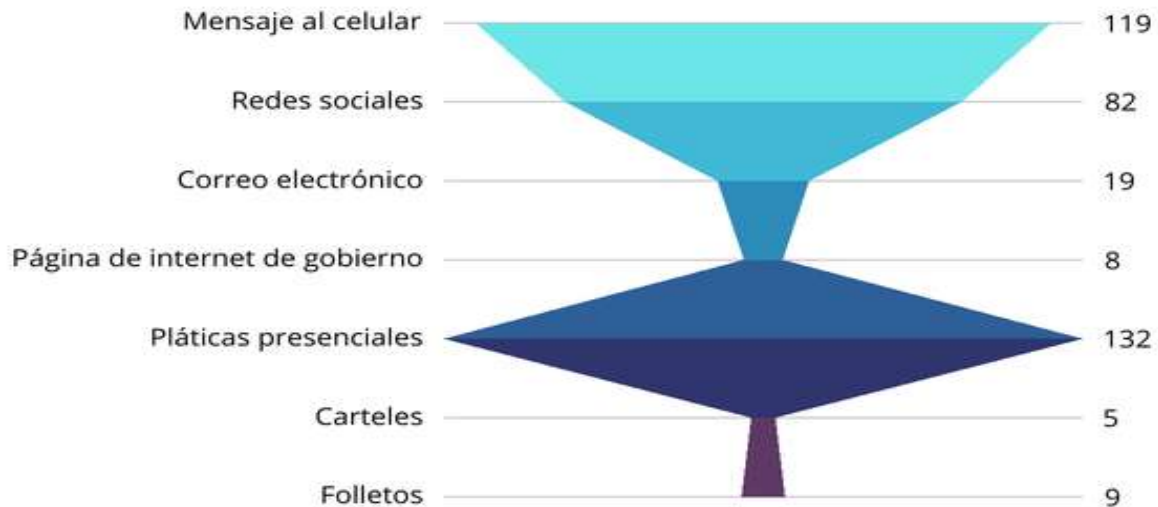 Mensaje al celular 119
Redes sociales 82
Correo electrónico 19
Página de internet de gobierno 8
Pláticas presenciales 132
Carteles 5
Folletos 9